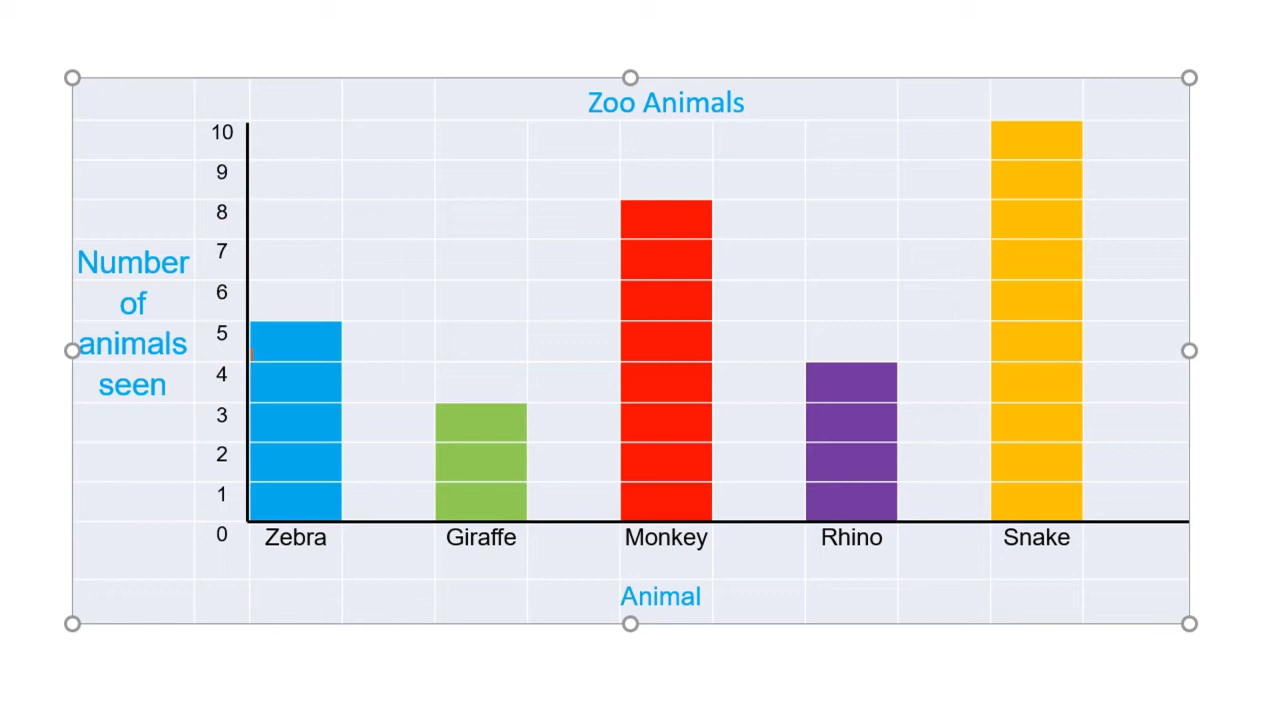 Zoo Animals
10
9
8
7
6
5
4
3
2
1
0
Number
of
animals
seen
Zebra Giraffe Monkey Rhino Snake
Animal